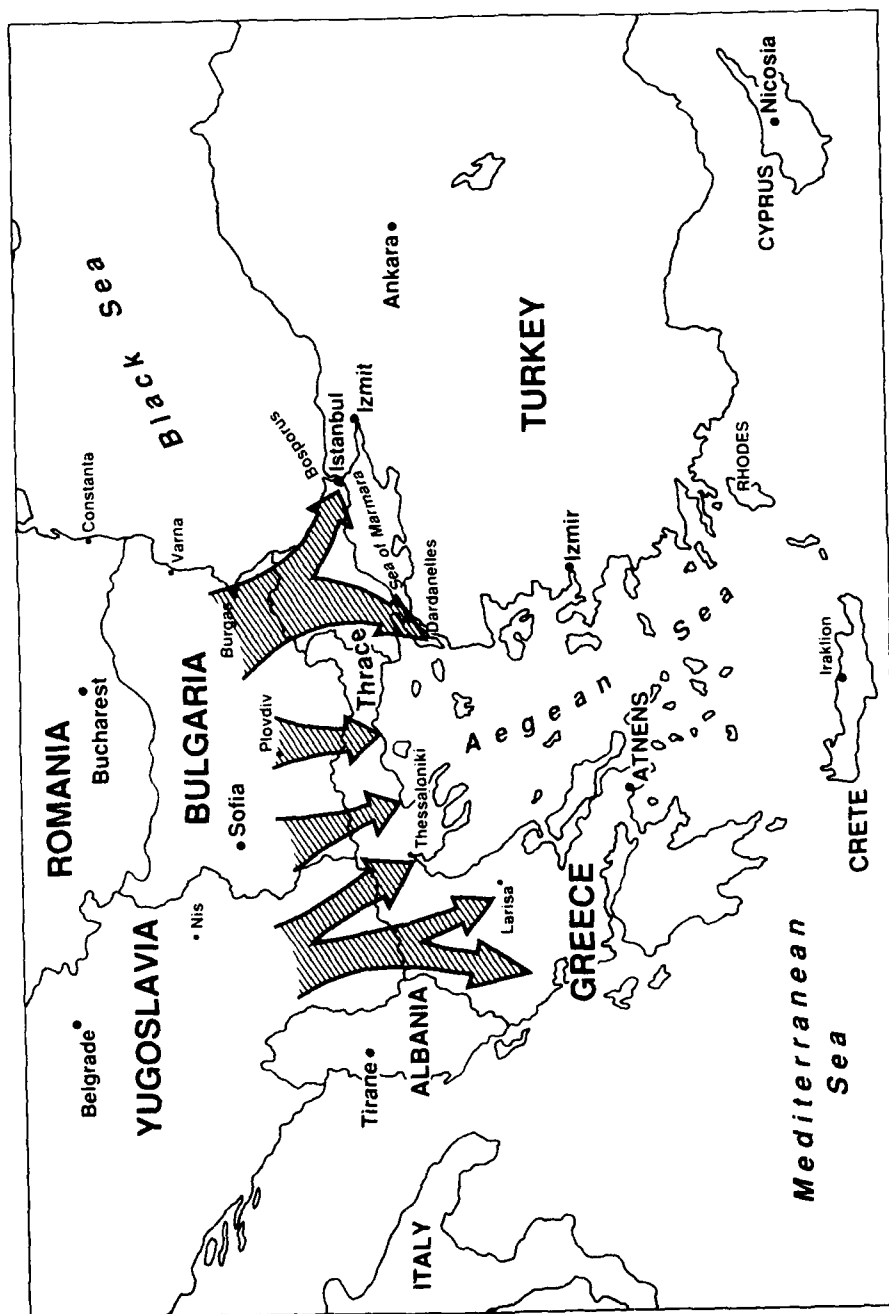 ROMANIA
Bucharest
Constanta
Black Sea
Belgrade
YUGOSLAVIA
Nis
Varna
BULGARIA
Sofia
Burgas
Plovdiv
Bosporus
Istanbul
Izmit
Sea of Marmara
Thrace
Dardanelles
Ankara
TURKEY
Tirane
ALBANIA
Thessaloniki
ITALY
Larisa
GREECE
Aegean Sea
Izmir
ATNENS
RHODES
CYPRUS
Nicosia
Iraklion
CRETE
Mediterranean
Sea